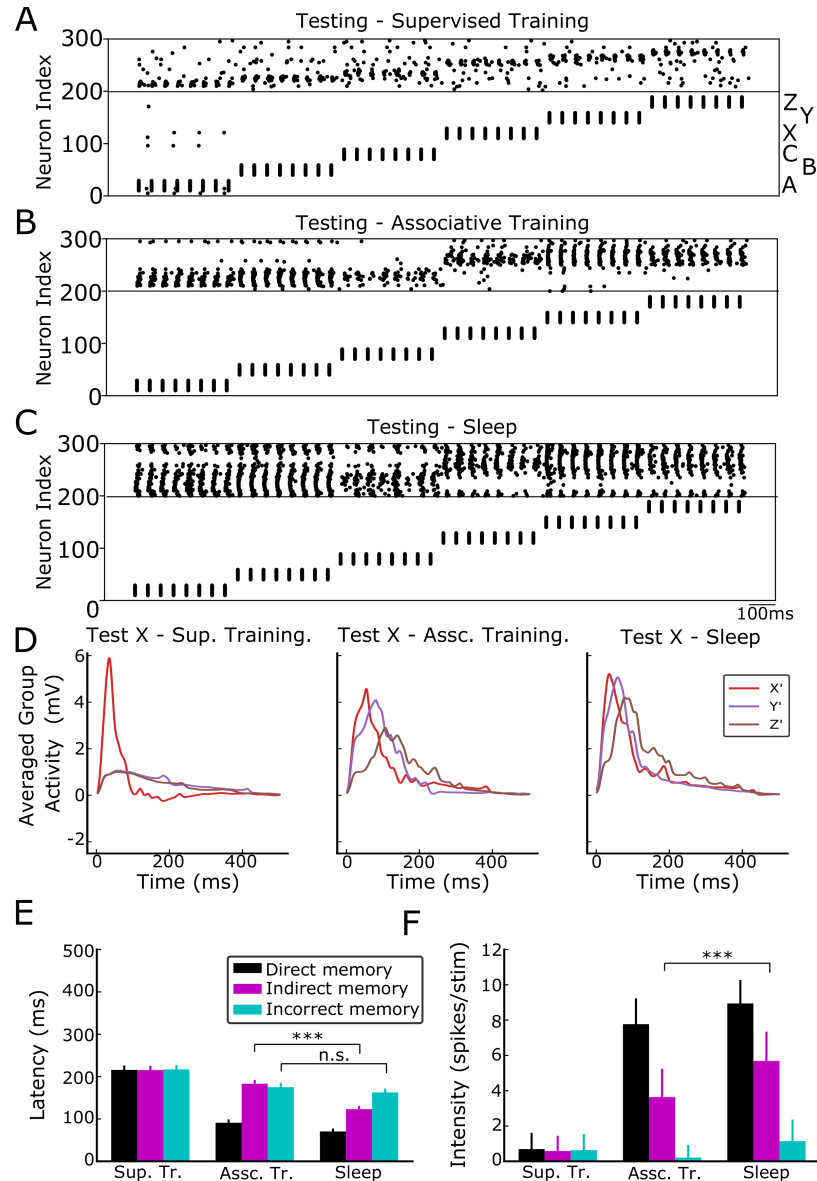 A
Testing - Supervised Training
300
200
100
0
Neuron Index
Z
Y
X
C
B
A
B
Testing - Associative Training
300
200
100
0
Neuron Index
C
Testing - Sleep
300
200
100
0
Neuron Index
100ms
D
Test X - Sup. Training.
Test X - Assc. Training.
Test X - Sleep
Averaged Group
Activity (mV)
6
4
2
0
-2
X'
Y'
Z'
0 200 400
0 200 400
0 200 400
Time (ms)
Time (ms)
Time (ms)
E
Latency (ms)
500
400
300
200
100
0
Direct memory
Indirect memory
Incorrect memory
***
n.s.
Sup. Tr.
Assc. Tr.
Sleep
F
Intensity (spikes/stim)
12
10
8
6
4
2
0
***
Sup. Tr.
Assc. Tr.
Sleep